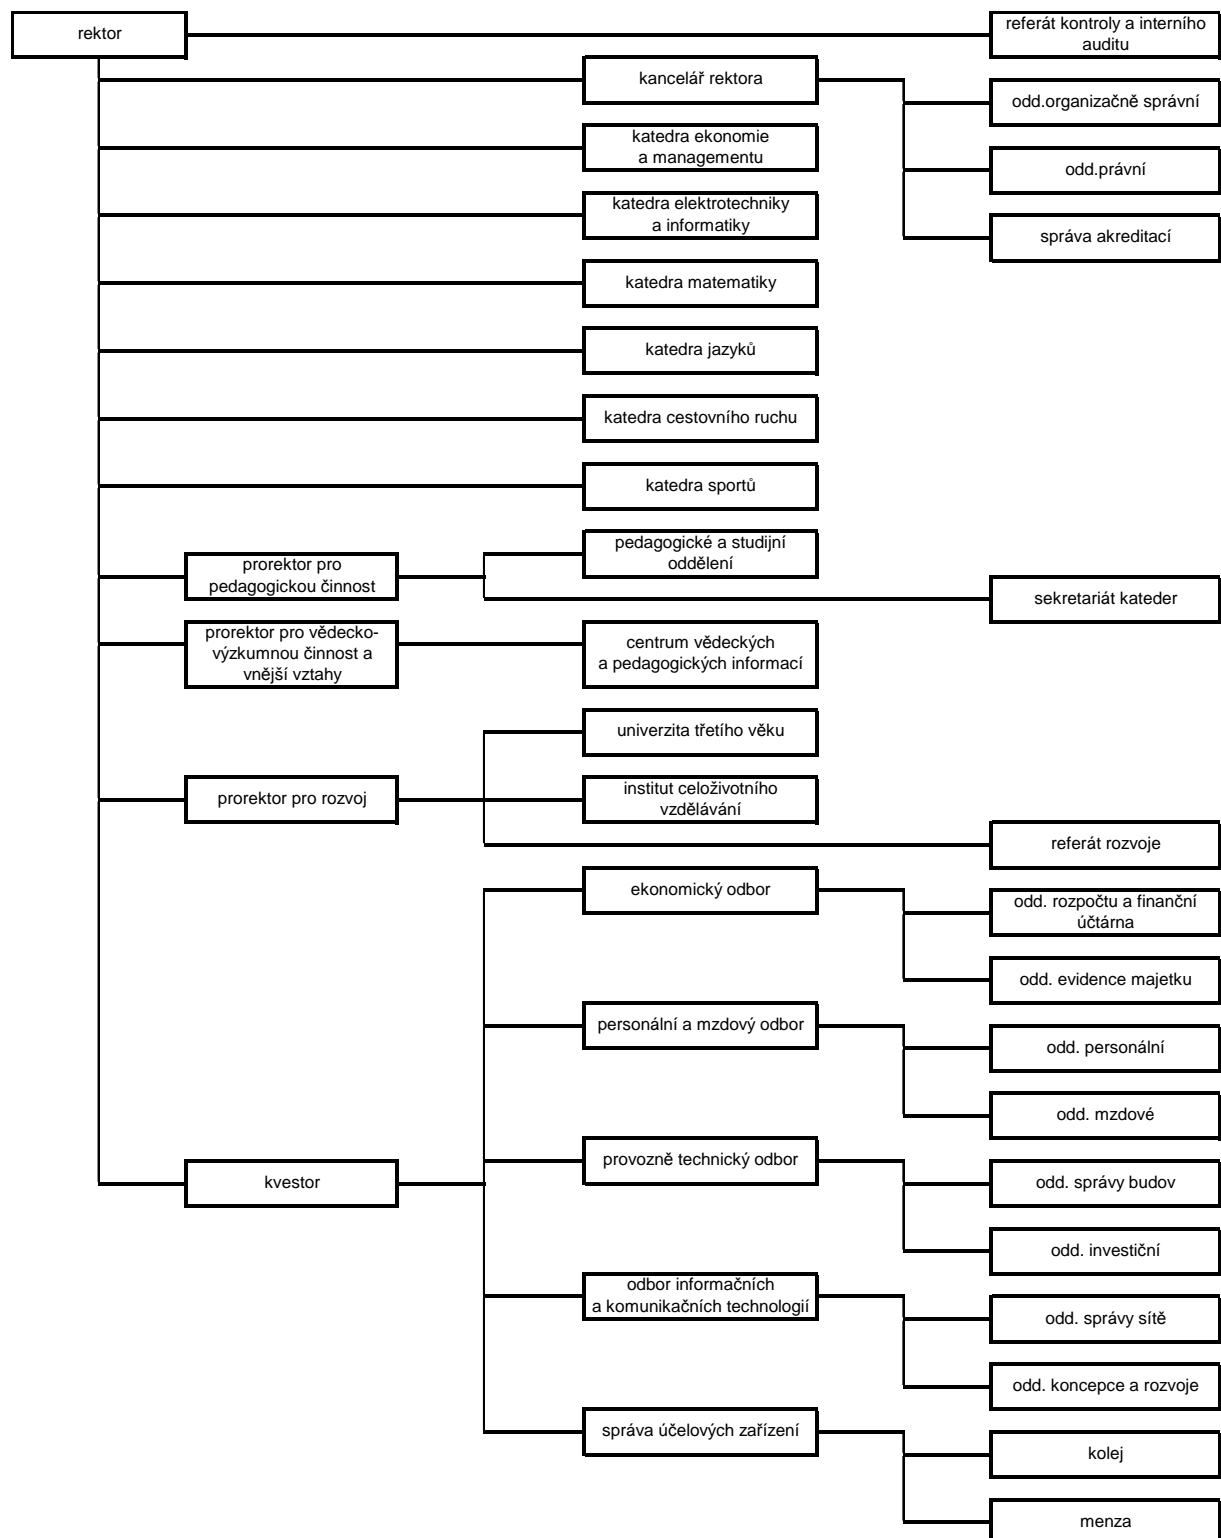 rektor
referát kontroly a interního
auditu
kancelář rektora
odd.organizačně správní
katedra ekonomie
a managementu
odd.právní
katedra elektrotechniky
a informatiky
správa akreditací
katedra matematiky
katedra jazyků
katedra cestovního ruchu
katedra sportů
pedagogické a studijní
oddělení
prorektor pro
pedagogickou činnost
sekretariát kateder
prorektor pro vědecko-
výzkumnou činnost a
vnější vztahy
centrum vědeckých
a pedagogických informací
univerzita třetího věku
prorektor pro rozvoj
institut celoživotního
vzdělávání
referát rozvoje
ekonomický odbor
odd. rozpočtu a finanční
účtárna
odd. evidence majetku
personální a mzdový odbor
odd. personální
odd. mzdové
provozně technický odbor
kvestor
odd. správy budov
odd. investiční
odbor informačních
a komunikačních technologií
odd. správy sítě
odd. koncepce a rozvoje
správa účelových zařízení
kolej
menza